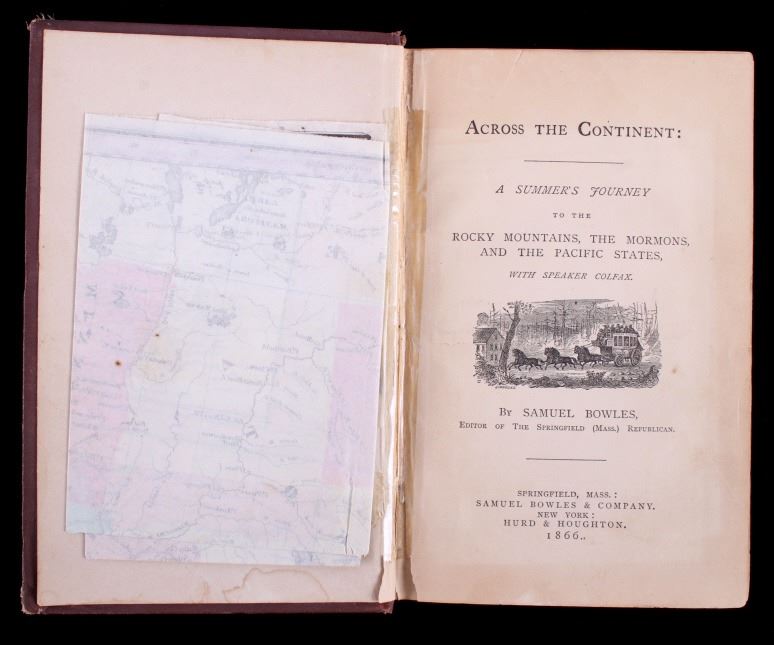 ACROSS THE CONTINENT:
A SUMMER'S JOURNEY
TO THE
ROCKY MOUNTAINS, THE MORMONS,
AND THE PACIFIC STATES,
WITH SPEAKER COLFAX.
BY SAMUEL BOWLES,
EDITOR OF THE SPRINGFIELD (MASS.) REPUBLICAN.
SPRINGFIELD, MASS.:
SAMUEL BOWLES & COMPANY.
NEW YORK:
HURD & HOUGHTON.
1866.